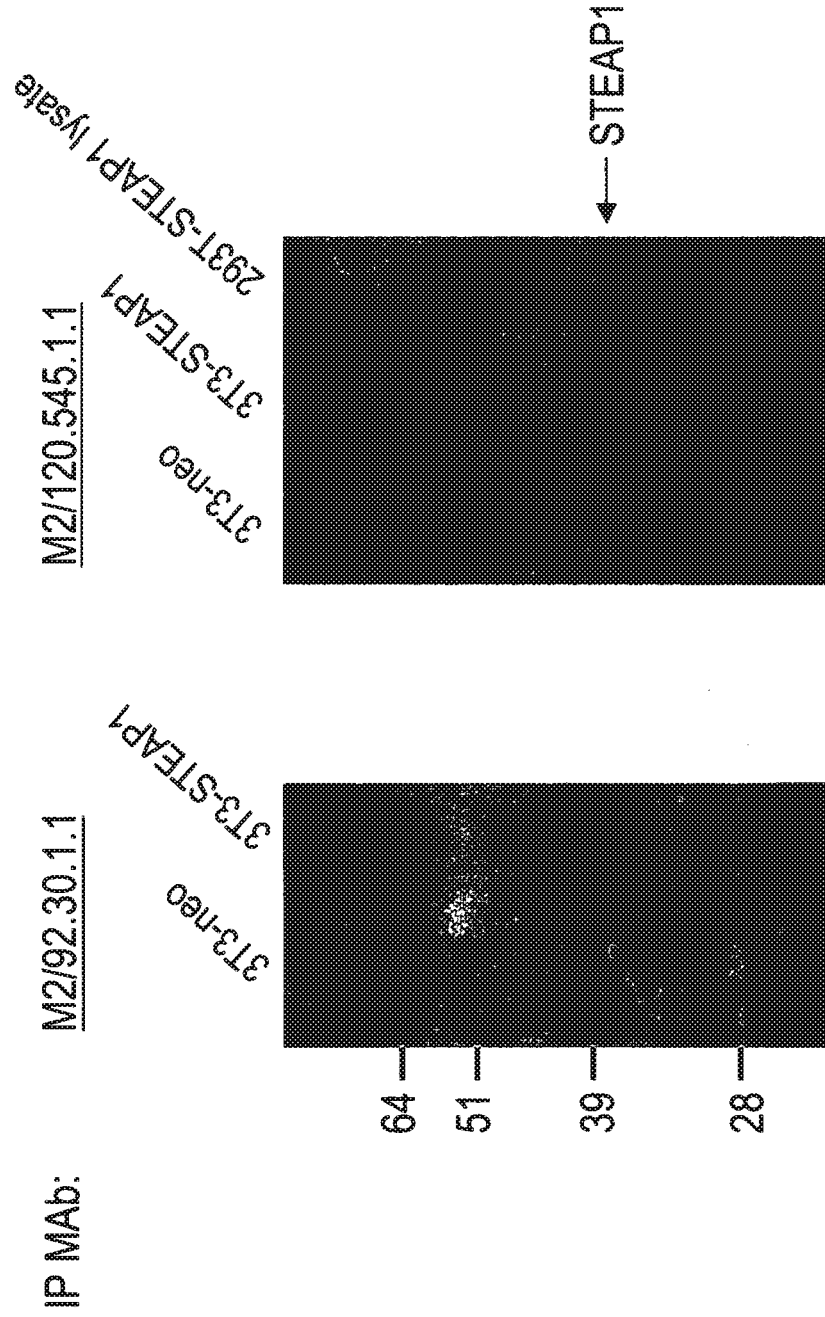 IP MAb:
M2/92.30.1.1
M2/120.545.1.1
3T3-neo
3T3-STEAP1
3T3-neo
3T3-STEAP1
293T-STEAP1 lysate
64
51
39
28
STEAP1